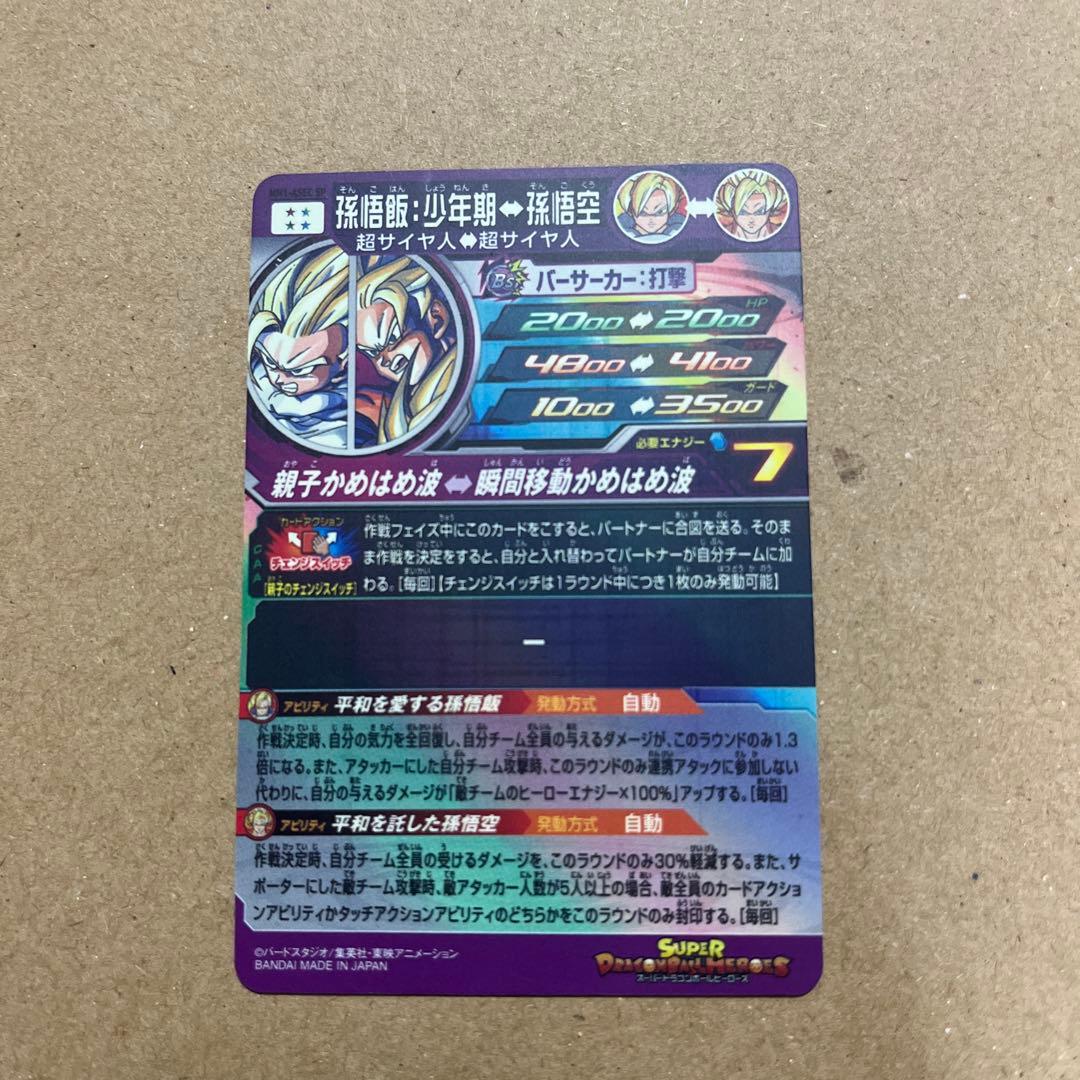 孫悟飯:少年期⇔孫悟空
超サイヤ人⇔超サイヤ人
Bs バーサーカー:打撃
HP
2000⇔2000
パワー
4800⇔4100
ガード
1000⇔3500
必要エナジー 7
親子かめはめ波⇔瞬間移動かめはめ波
カードアクション
チェンジスイッチ
[親子のチェンジスイッチ]
CAA
作戦フェイズ中にこのカードをこすると、パートナーに合図を送る。そのま
ま作戦を決定をすると、自分と入れ替わってパートナーが自分チームに加
わる。[毎回]【チェンジスイッチは1ラウンド中につき1枚のみ発動可能】
ー
アビリティ 平和を愛する孫悟飯 発動方式 自動
作戦決定時、自分の気力を全回復し、自分チーム全員の与えるダメージが、このラウンドのみ1.3
倍になる。また、アタッカーにした自分チーム攻撃時、このラウンドのみ連携アタックに参加しない
代わりに、自分の与えるダメージが「敵チームのヒーローエナジー×100%」アップする。[毎回]
アビリティ 平和を託した孫悟空 発動方式 自動
作戦決定時、自分チーム全員の受けるダメージを、このラウンドのみ30%軽減する。また、サ
ポーターにした敵チーム攻撃時、敵アタッカー人数が5人以上の場合、敵全員のカードアクショ
ンアビリティかタッチアクションアビリティのどちらかをこのラウンドのみ封印する。[毎回]
©バードスタジオ/集英社・東映アニメーション
BANDAI MADE IN JAPAN
SUPER
DRAGONBALL HEROES
スーパードラゴンボールヒーローズ